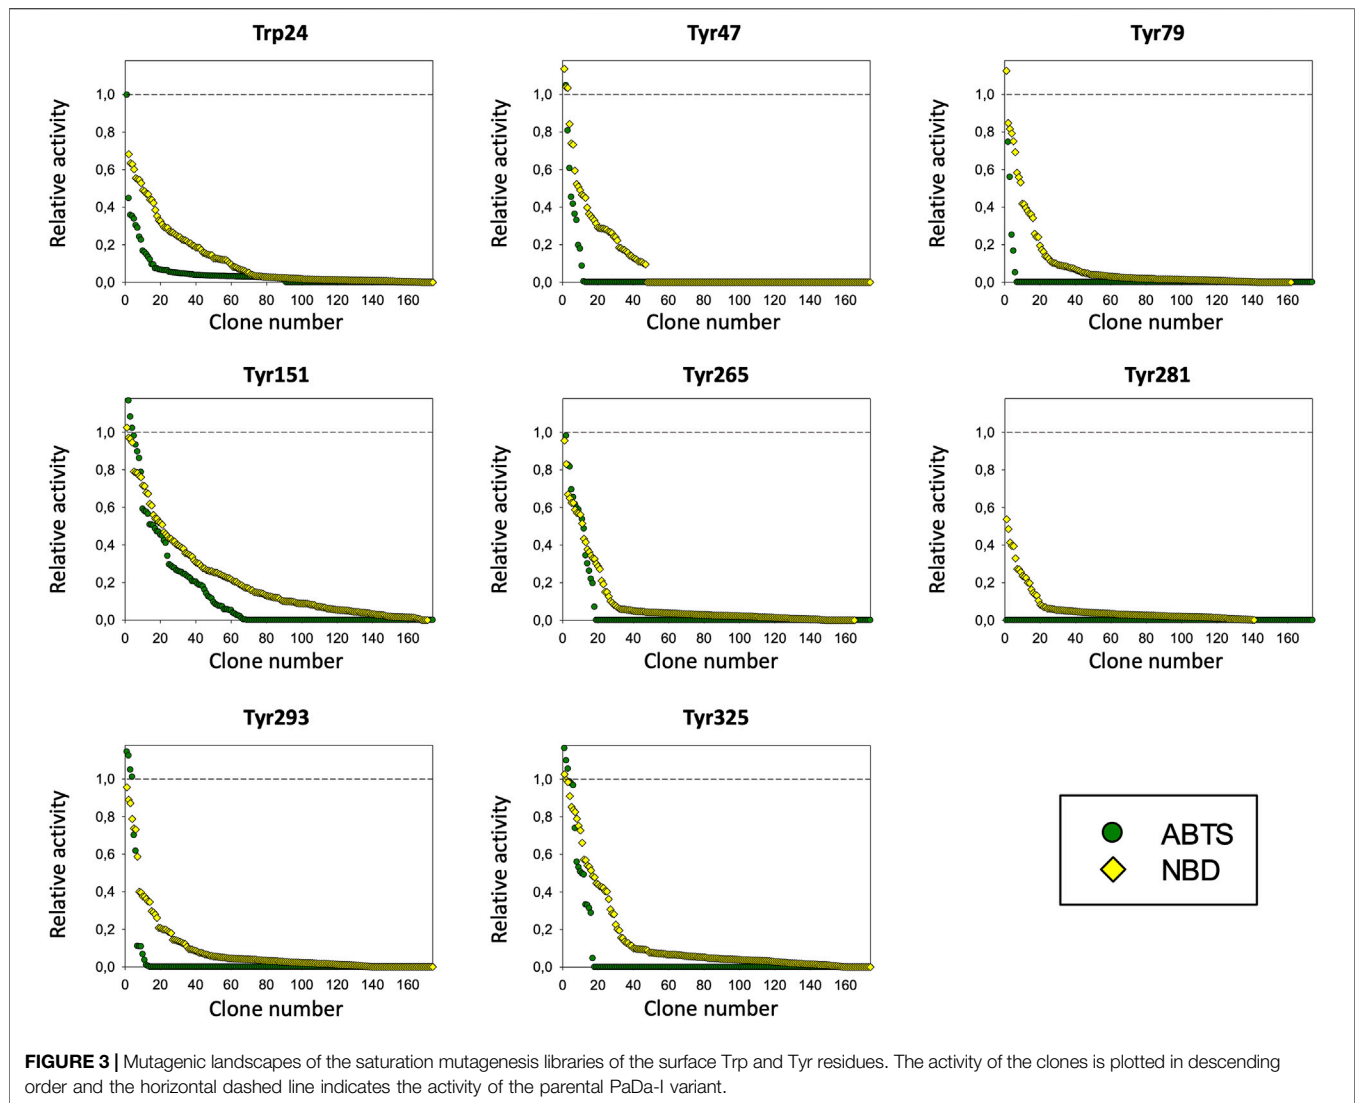 Trp24
Relative activity
1,0
0,8
0,6
0,4
0,2
0,0
0 20 40 60 80 100 120 140 160
Clone number
Tyr47
Relative activity
1,0
0,8
0,6
0,4
0,2
0,0
0 20 40 60 80 100 120 140 160
Clone number
Tyr79
Relative activity
1,0
0,8
0,6
0,4
0,2
0,0
0 20 40 60 80 100 120 140 160
Clone number
Tyr151
Relative activity
1,0
0,8
0,6
0,4
0,2
0,0
0 20 40 60 80 100 120 140 160
Clone number
Tyr265
Relative activity
1,0
0,8
0,6
0,4
0,2
0,0
0 20 40 60 80 100 120 140 160
Clone number
Tyr281
Relative activity
1,0
0,8
0,6
0,4
0,2
0,0
0 20 40 60 80 100 120 140 160
Clone number
Tyr293
Relative activity
1,0
0,8
0,6
0,4
0,2
0,0
0 20 40 60 80 100 120 140 160
Clone number
Tyr325
Relative activity
1,0
0,8
0,6
0,4
0,2
0,0
0 20 40 60 80 100 120 140 160
Clone number
ABTS
NBD
FIGURE 3 | Mutagenic landscapes of the saturation mutagenesis libraries of the surface Trp and Tyr residues. The activity of the clones is plotted in descending
order and the horizontal dashed line indicates the activity of the parental PaDa-I variant.